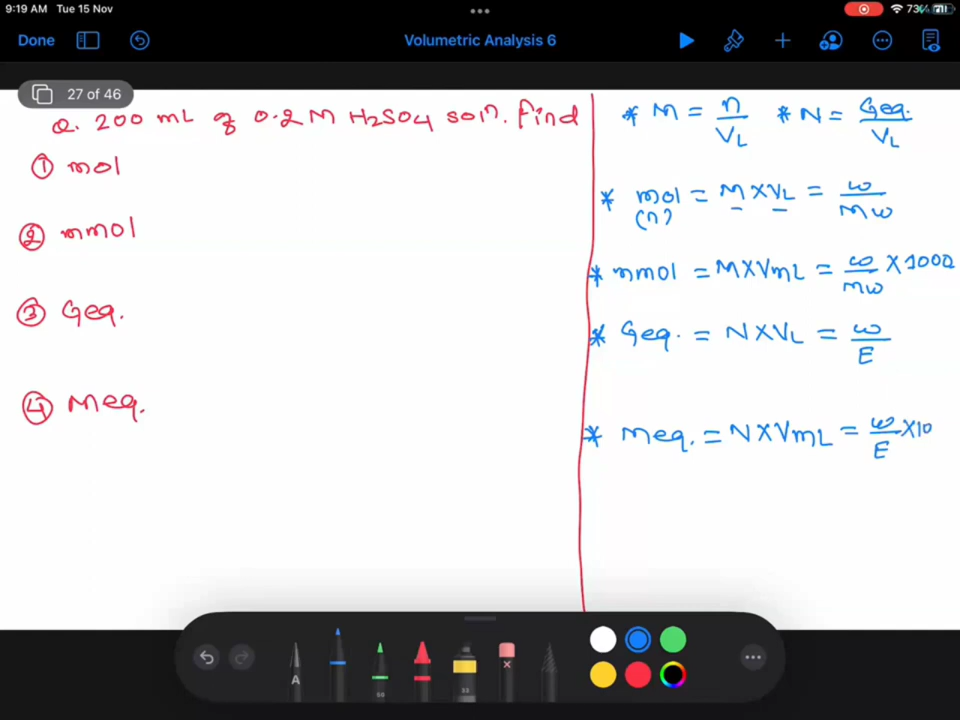 9:19 AM Tue 15 Nov
73%
Done
Volumetric Analysis 6
27 of 46
Q. 200 mL of 0.2 M H2SO4 soln. Find
① mol
② mmol
③ Geq.
④ Meq.
* M = n/VL * N = Geq./VL
* mol = M X VL = w/Mw
(n)
* mmol = M X VmL = w/Mw X 1000
* Geq. = N X VL = w/E
* Meq. = N X VmL = w/E X 10